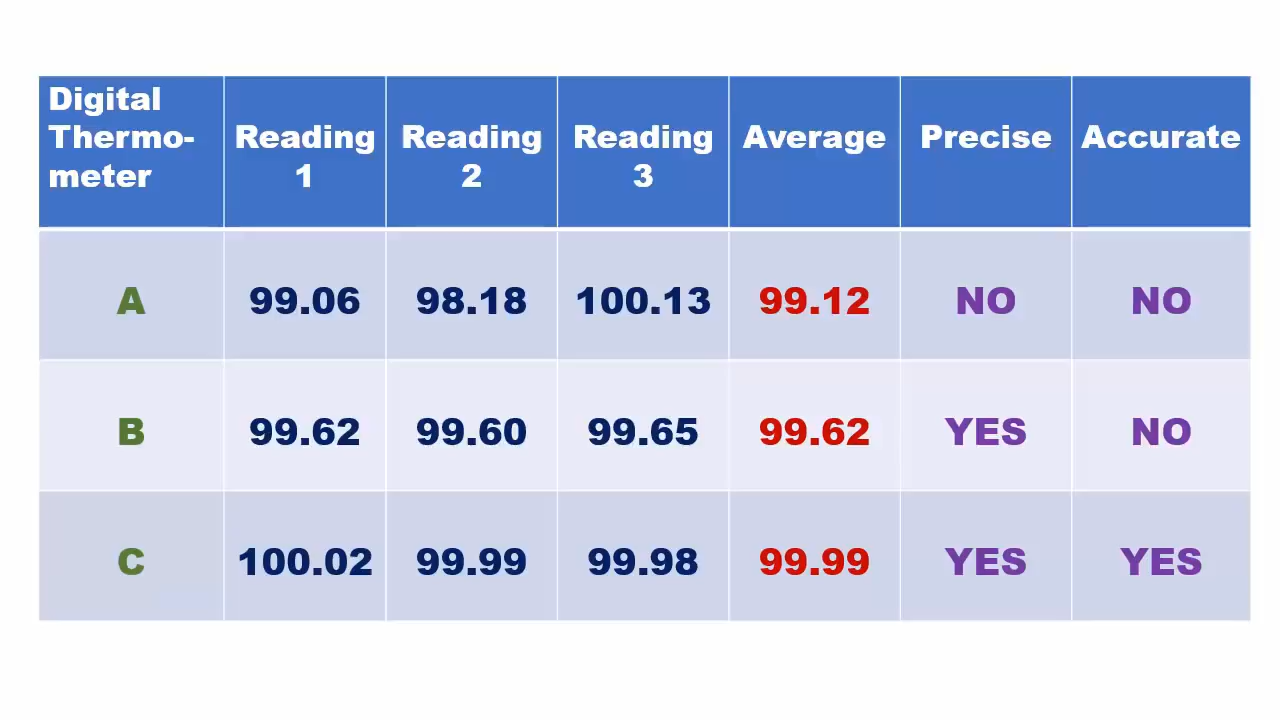 Digital
Thermo-
meter
Reading
1
Reading
2
Reading
3
Average
Precise
Accurate
A 99.06 98.18 100.13 99.12 NO NO
B 99.62 99.60 99.65 99.62 YES NO
C 100.02 99.99 99.98 99.99 YES YES